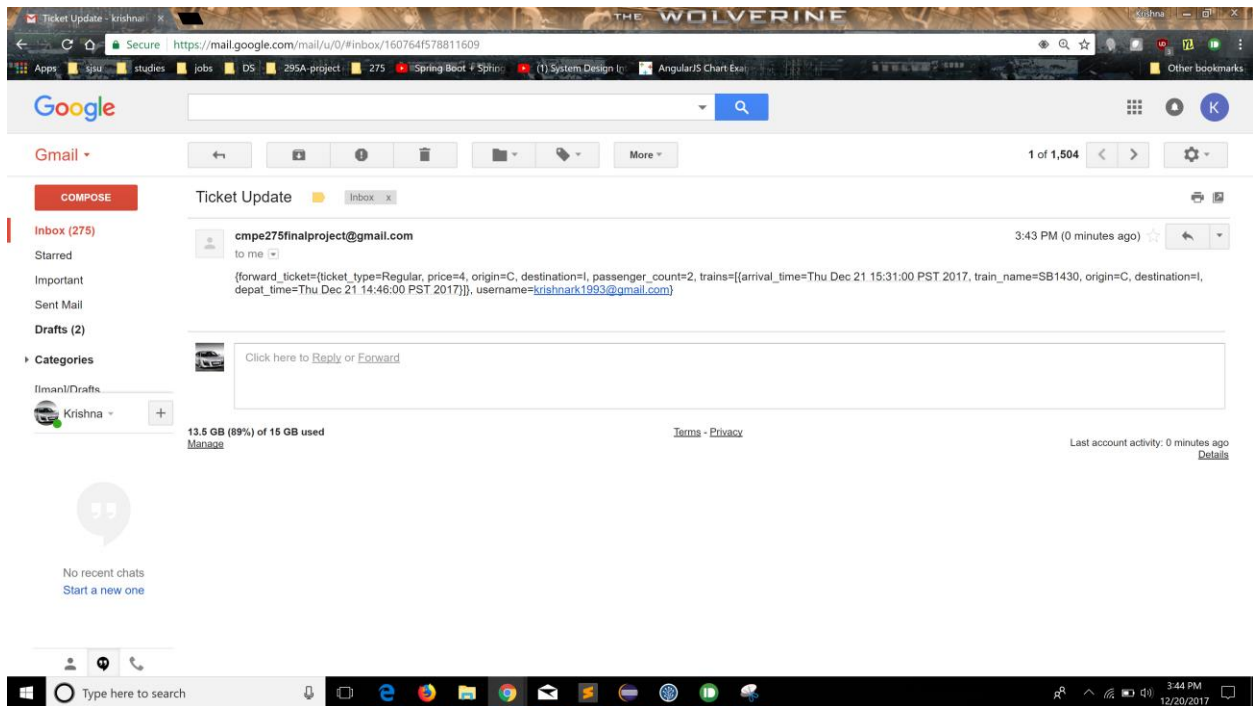 Ticket Update - krishnar
THE WOLVERINE
Krishna
Secure https://mail.google.com/mail/u/0/#inbox/160764f578811609
Apps sjsu studies jobs DS 295A-project 275 Spring Boot + Spring (1) System Design In AngularJS Chart Exa Other bookmarks
Google
K
Gmail
More
1 of 1,504
COMPOSE
Ticket Update Inbox x
Inbox (275)
Starred
Important
Sent Mail
Drafts (2)
Categories
[Imap]/Drafts
Krishna
cmpe275finalproject@gmail.com 3:43 PM (0 minutes ago)
to me
{forward_ticket={ticket_type=Regular, price=4, origin=C, destination=I, passenger_count=2, trains=[{arrival_time=Thu Dec 21 15:31:00 PST 2017, train_name=SB1430, origin=C, destination=I,
depat_time=Thu Dec 21 14:46:00 PST 2017}]}, username=krishnark1993@gmail.com}
Click here to Reply or Forward
13.5 GB (89%) of 15 GB used
Manage
Terms - Privacy
Last account activity: 0 minutes ago
Details
No recent chats
Start a new one
Type here to search
3:44 PM
12/20/2017